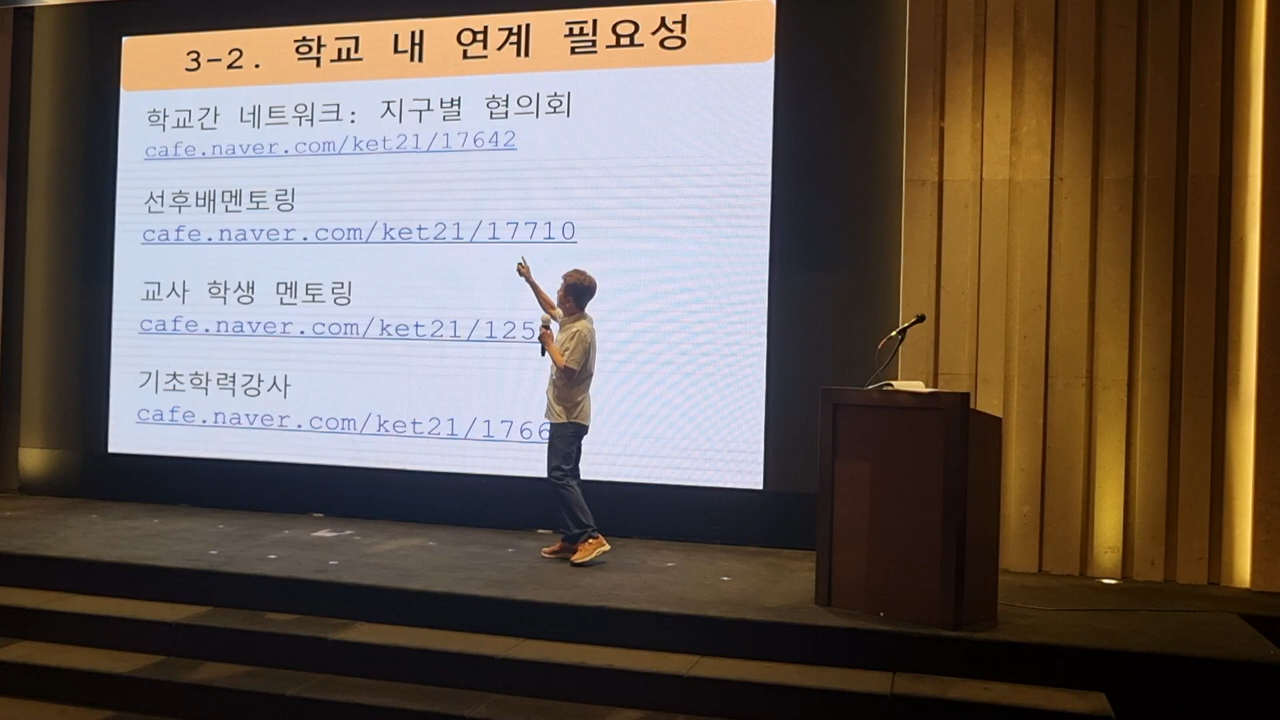 3-2. 학교 내 연계 필요성
학교간 네트워크: 지구별 협의회
cafe.naver.com/ket21/17642
선후배멘토링
cafe.naver.com/ket21/17710
교사 학생 멘토링
cafe.naver.com/ket21/125
기초학력강사
cafe.naver.com/ket21/1766